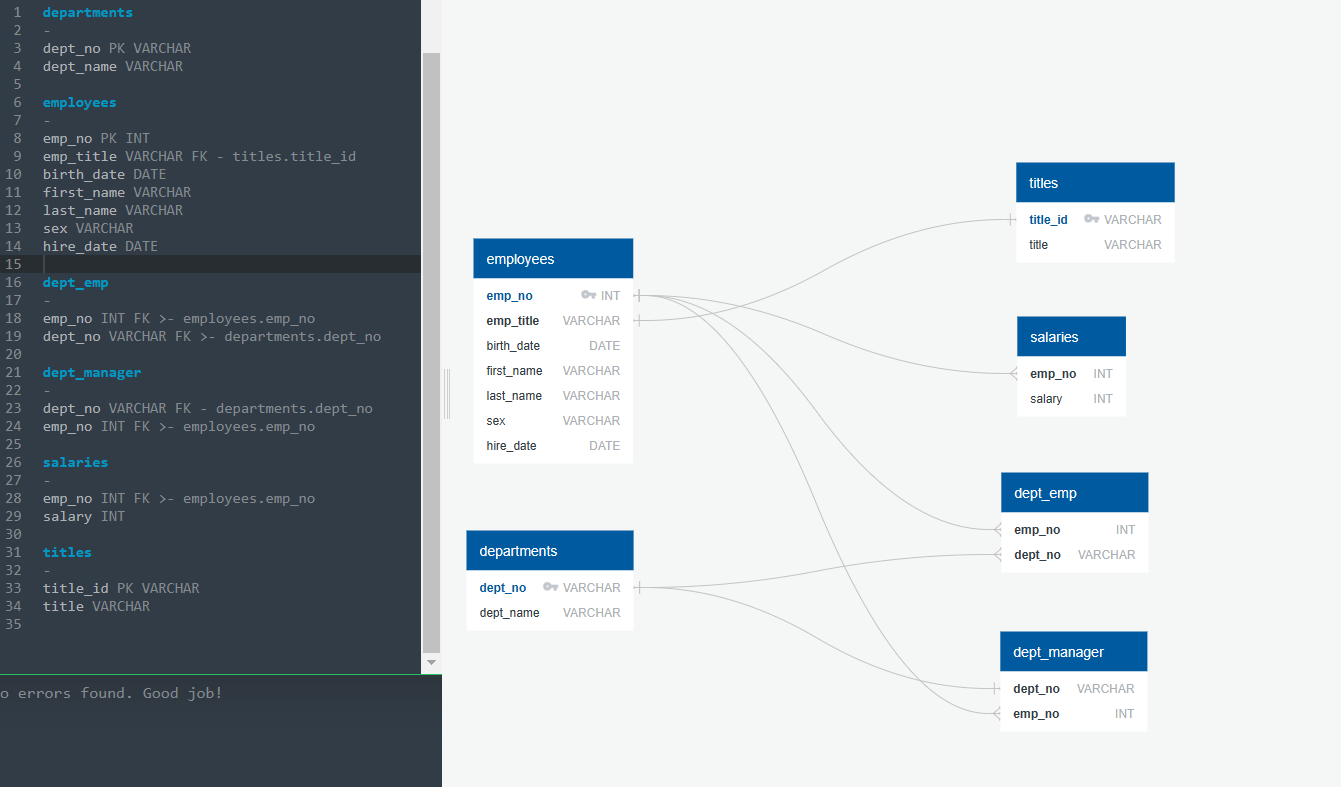 1 departments
2 -
3 dept_no PK VARCHAR
4 dept_name VARCHAR
5
6 employees
7 -
8 emp_no PK INT
9 emp_title VARCHAR FK - titles.title_id
10 birth_date DATE
11 first_name VARCHAR
12 last_name VARCHAR
13 sex VARCHAR
14 hire_date DATE
15
16 dept_emp
17 -
18 emp_no INT FK >- employees.emp_no
19 dept_no VARCHAR FK >- departments.dept_no
20
21 dept_manager
22 -
23 dept_no VARCHAR FK - departments.dept_no
24 emp_no INT FK >- employees.emp_no
25
26 salaries
27 -
28 emp_no INT FK >- employees.emp_no
29 salary INT
30
31 titles
32 -
33 title_id PK VARCHAR
34 title VARCHAR
35
o errors found. Good job!
employees
emp_no INT
emp_title VARCHAR
birth_date DATE
first_name VARCHAR
last_name VARCHAR
sex VARCHAR
hire_date DATE
departments
dept_no VARCHAR
dept_name VARCHAR
titles
title_id VARCHAR
title VARCHAR
salaries
emp_no INT
salary INT
dept_emp
emp_no INT
dept_no VARCHAR
dept_manager
dept_no VARCHAR
emp_no INT